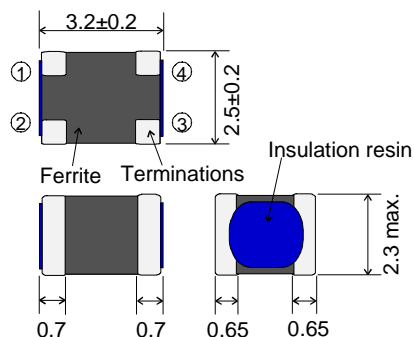 3.2±0.2
① ④
② ③
2.5±0.2
Ferrite Terminations
Insulation resin
2.3 max.
0.7 0.7 0.65 0.65